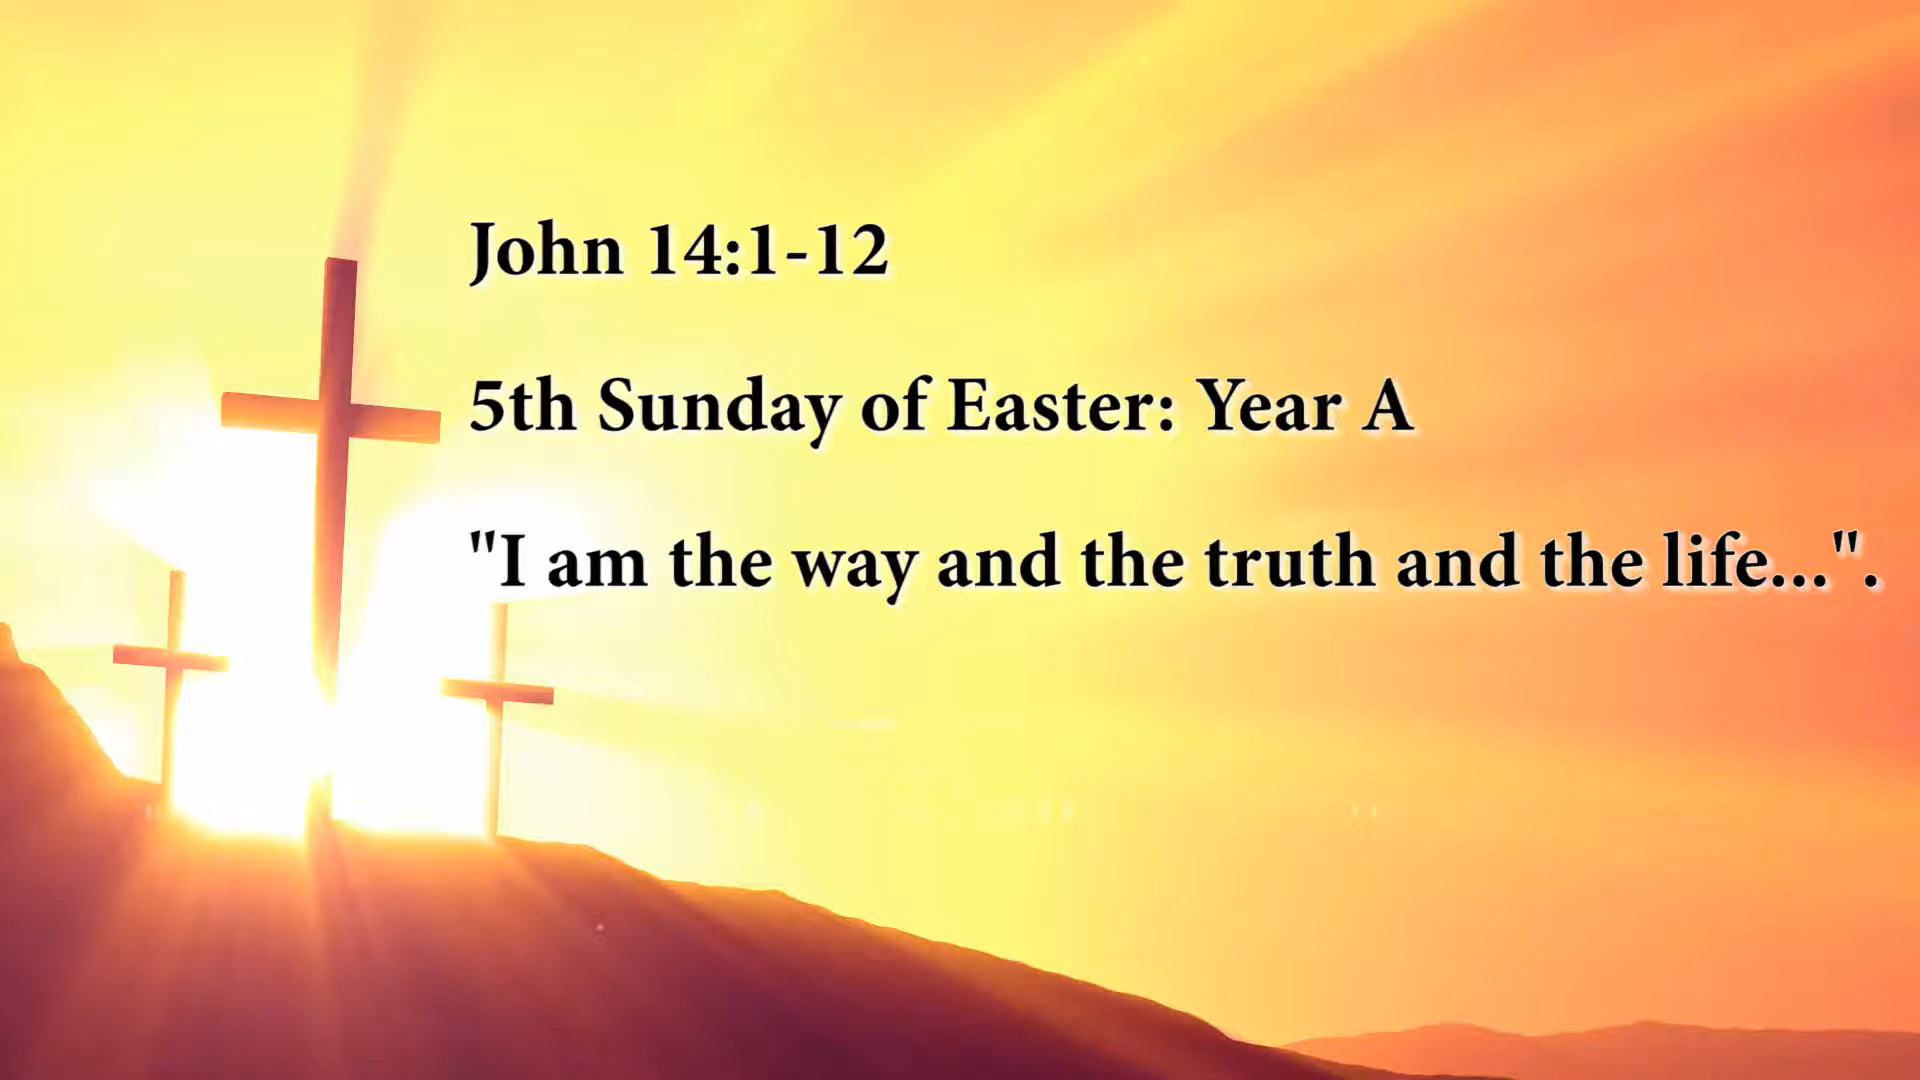 John 14:1-12
5th Sunday of Easter: Year A
"I am the way and the truth and the life...".